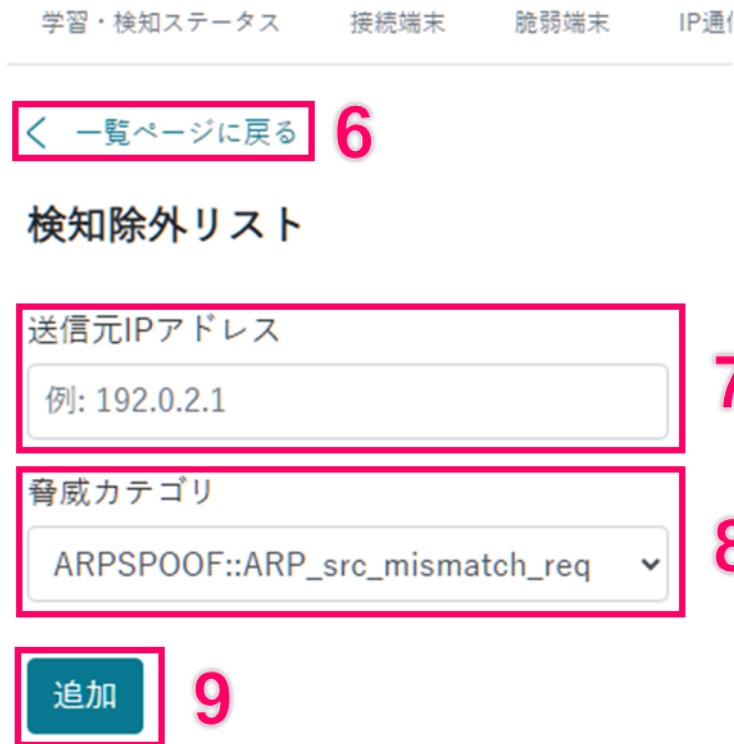 学習・検知ステータス 接続端末 脆弱端末 IP通信
一覧ページに戻る 6
検知除外リスト
送信元IPアドレス
例: 192.0.2.1
7
脅威カテゴリ
ARPSPOOF::ARP_src_mismatch_req
8
追加 9